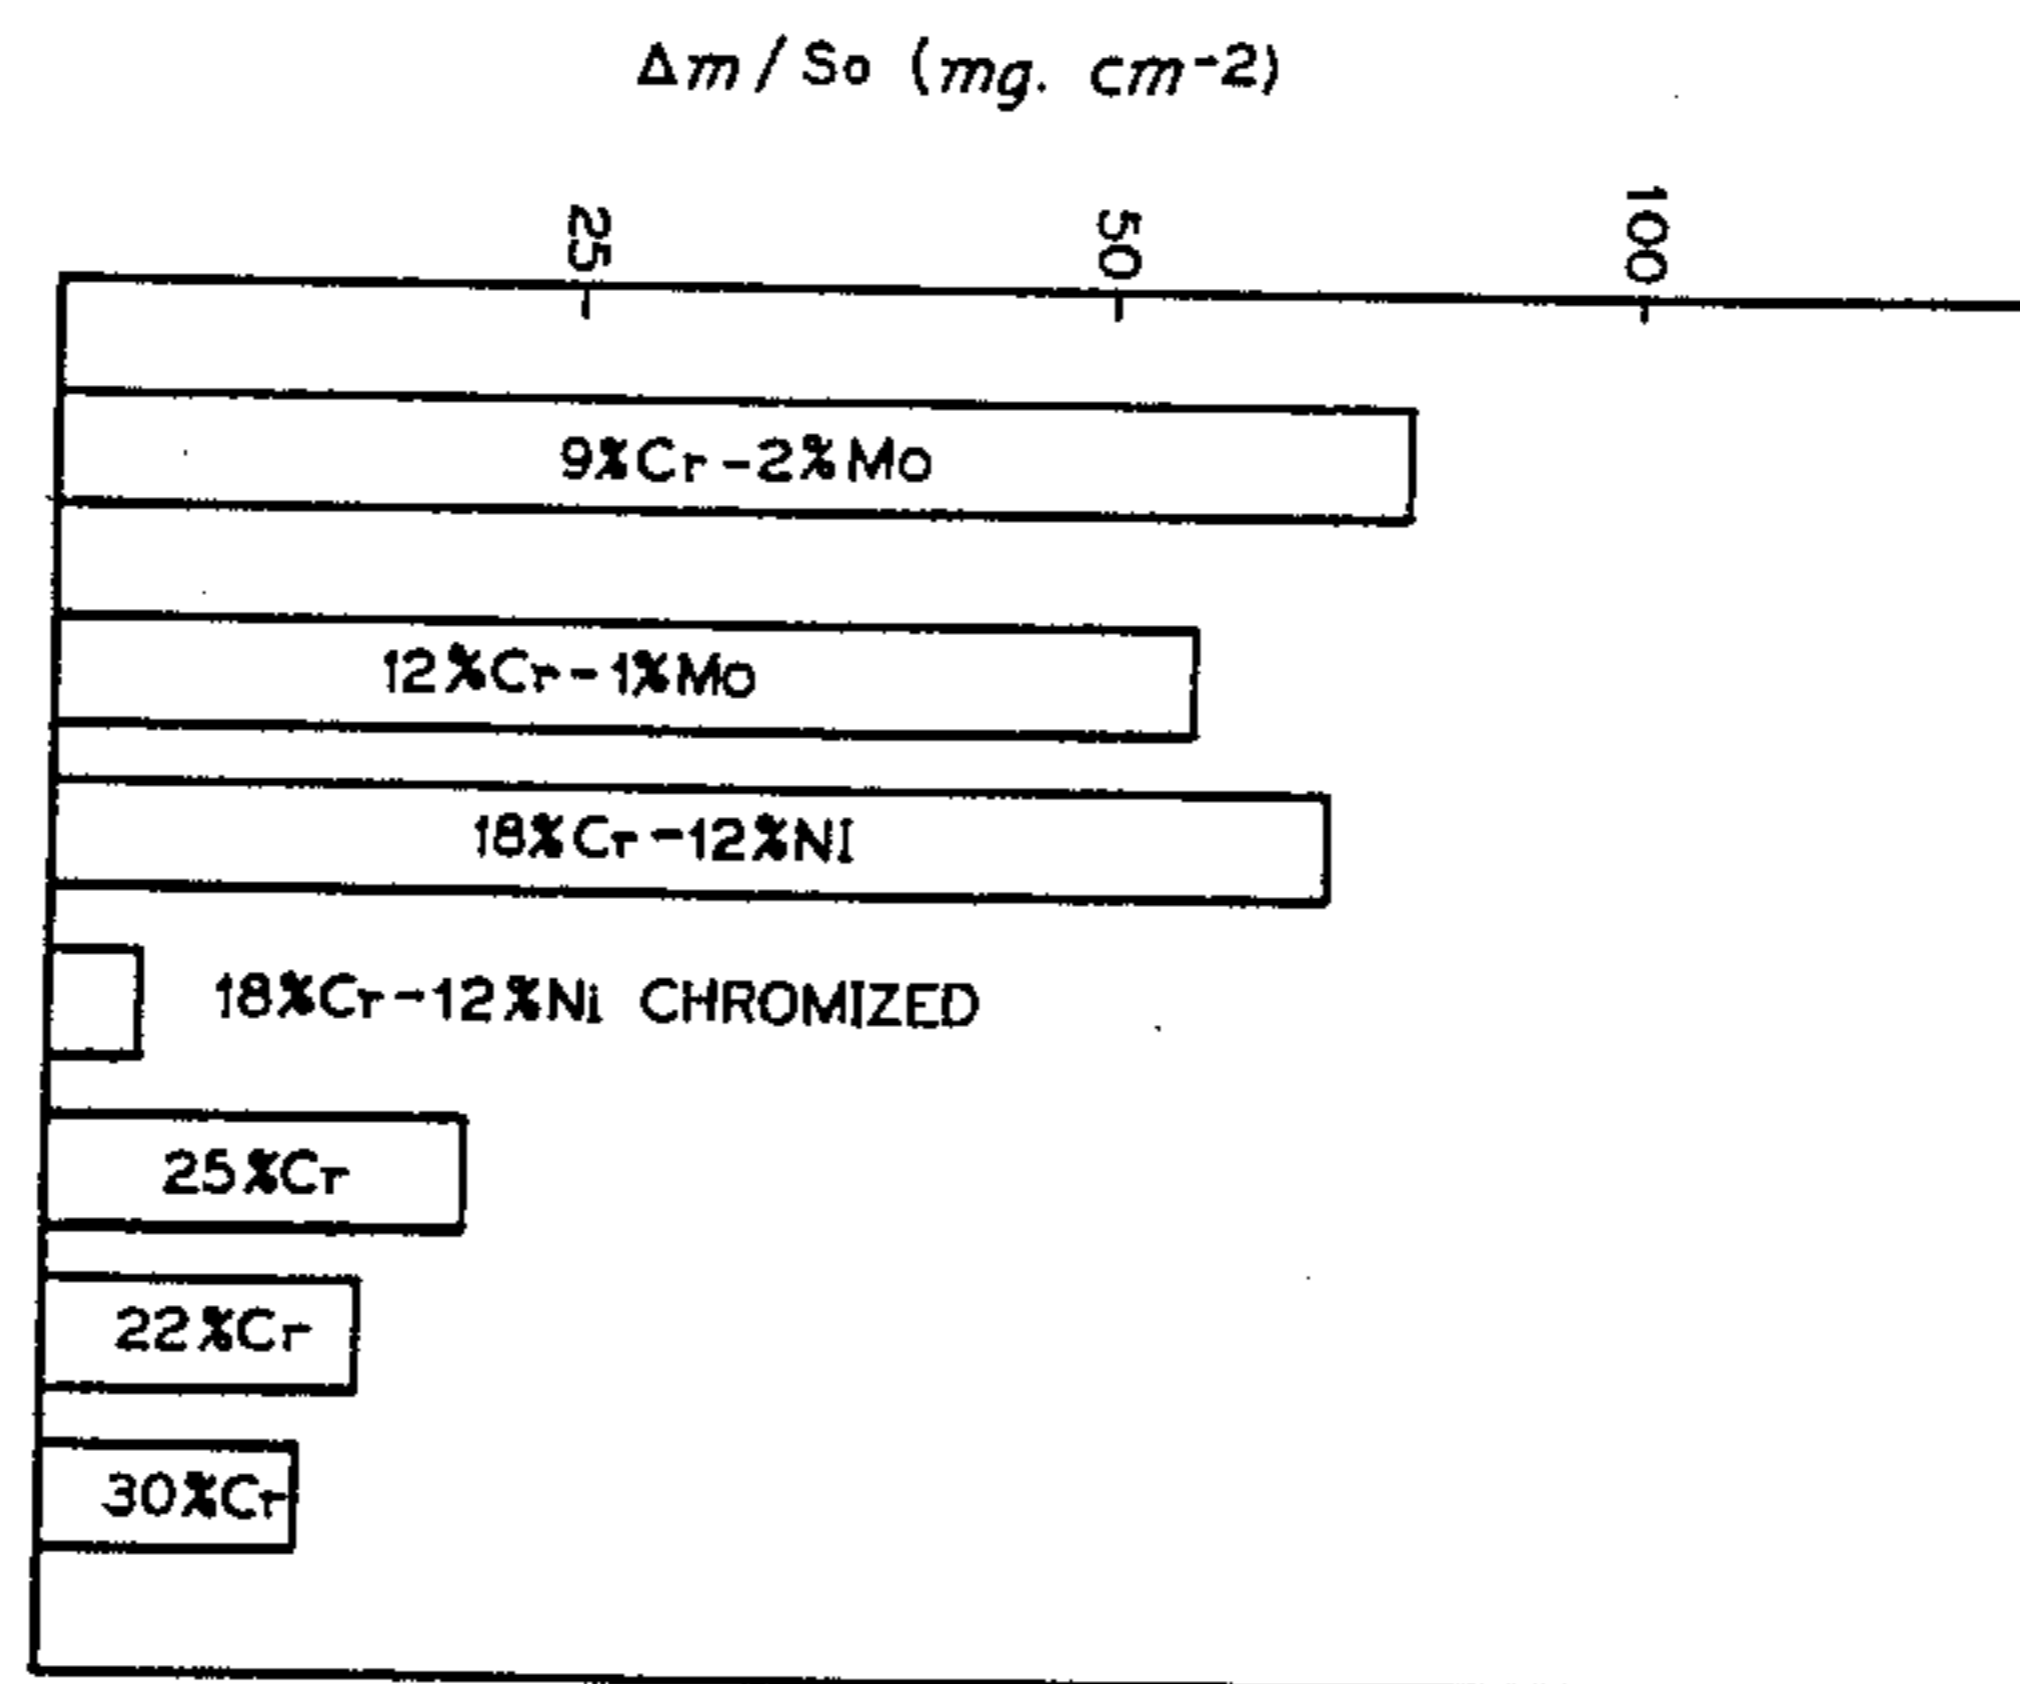 Δm/So (mg. cm-2)
25 50 100
9%Cr-2%Mo
12%Cr-1%Mo
18%Cr-12%NI
18%Cr-12%Ni CHROMIZED
25%Cr
22%Cr
30%Cr